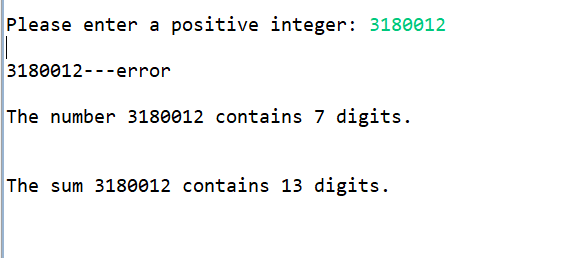 Please enter a positive integer: 3180012
3180012---error
The number 3180012 contains 7 digits.
The sum 3180012 contains 13 digits.